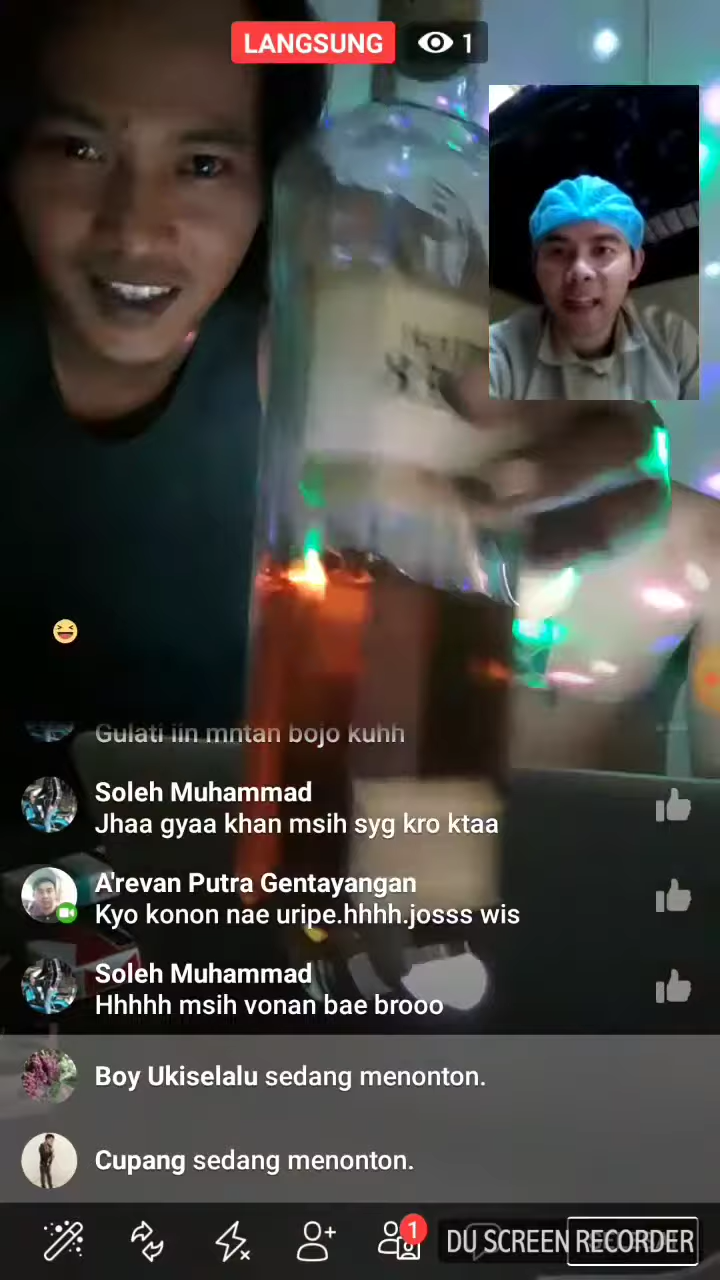 LANGSUNG 1
Gulati iin mntan bojo kuhh
Soleh Muhammad
Jhaa gyaa khan msih syg kro ktaa
A'revan Putra Gentayangan
Kyo konon nae uripe.hhhh.josss wis
Soleh Muhammad
Hhhhh msih vonan bae brooo
Boy Ukiselalu sedang menonton.
Cupang sedang menonton.
1
DU SCREEN RECORDER